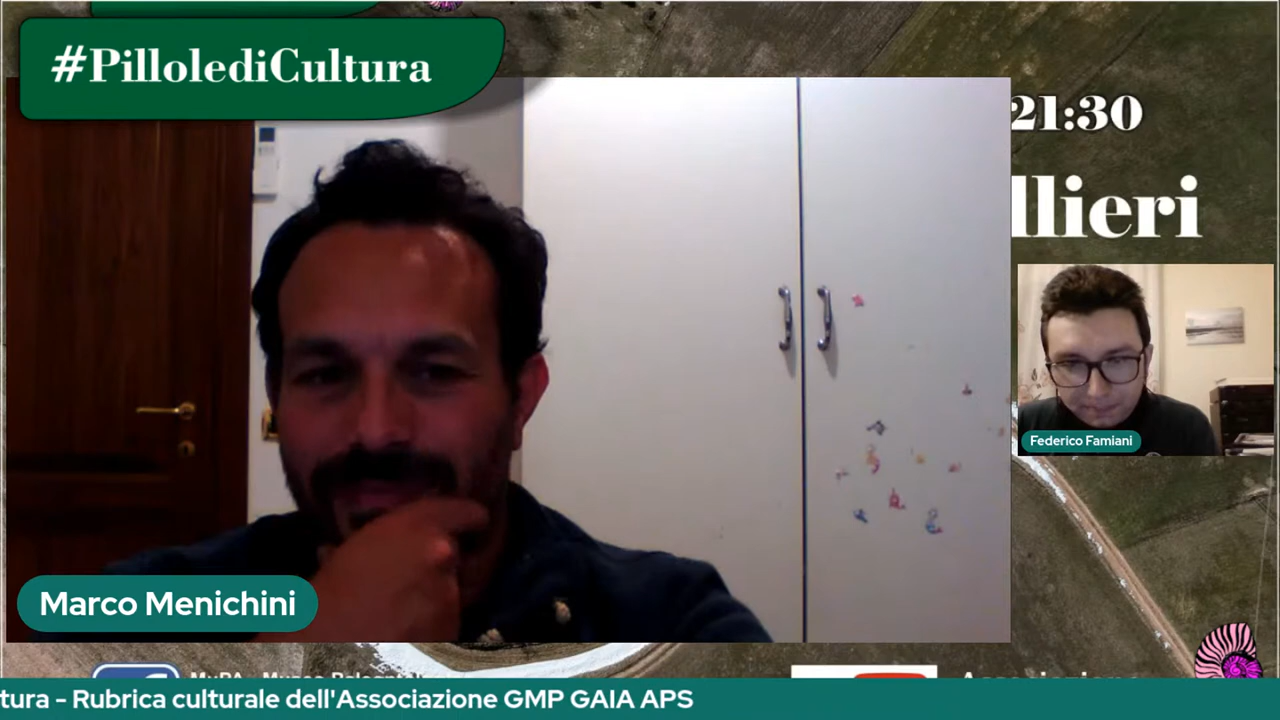 #PillolediCultura
21:30
llieri
Federico Famiani
Marco Menichini
tura - Rubrica culturale dell'Associazione GMP GAIA APS